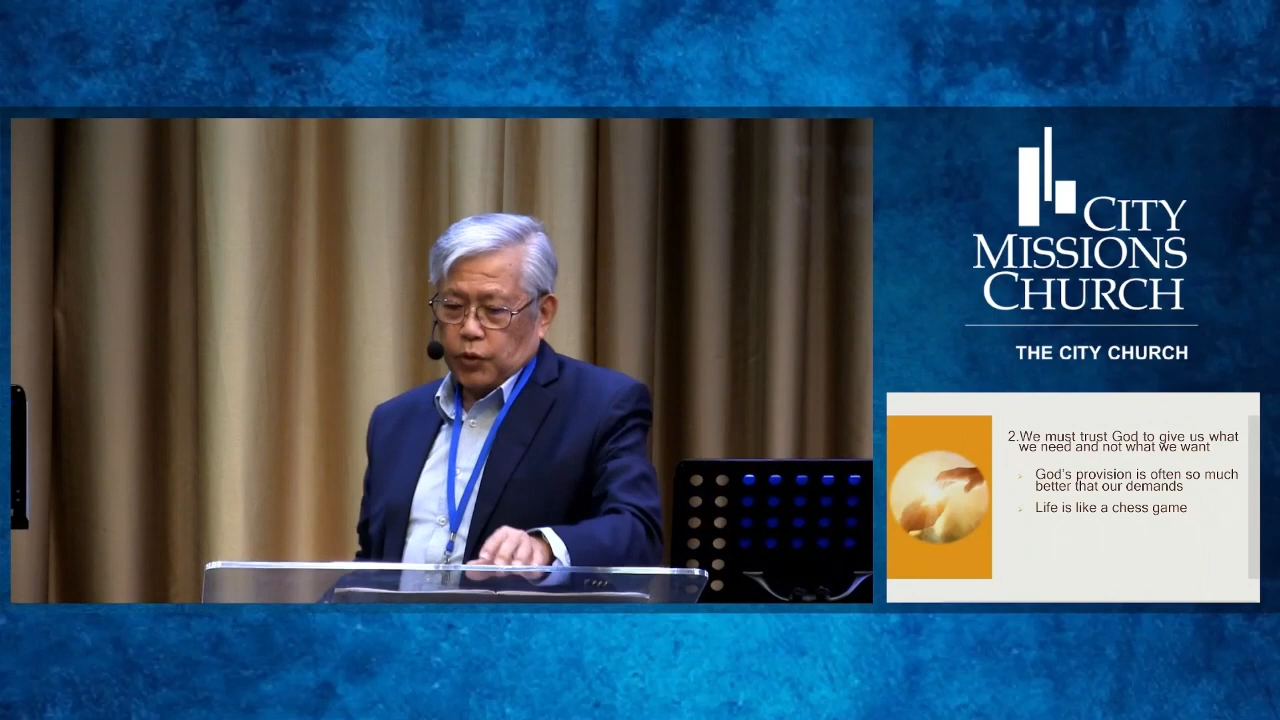 CITY
MISSIONS
CHURCH
THE CITY CHURCH
2.We must trust God to give us what
we need and not what we want
God's provision is often so much
better that our demands
Life is like a chess game